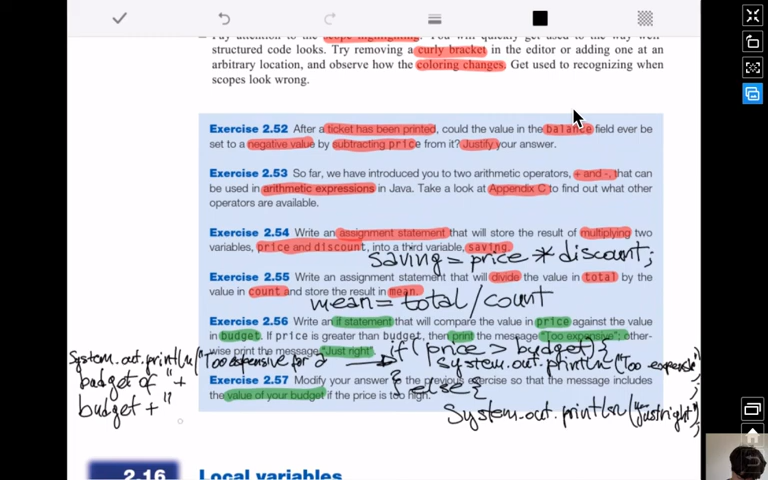 structured code looks. Try removing a curly bracket in the editor or adding one at an
arbitrary location, and observe how the coloring changes. Get used to recognizing when
scopes look wrong.
Exercise 2.52 After a ticket has been printed, could the value in the balance field ever be
set to a negative value by subtracting price from it? Justify your answer.
Exercise 2.53 So far, we have introduced you to two arithmetic operators, + and -, that can
be used in arithmetic expressions in Java. Take a look at Appendix C to find out what other
operators are available.
Exercise 2.54 Write an assignment statement that will store the result of multiplying two
variables, price and discount, into a third variable, saving.
saving = price * discount;
Exercise 2.55 Write an assignment statement that will divide the value in total by the
value in count and store the result in mean.
mean = total / count
Exercise 2.56 Write an if statement that will compare the value in price against the value
in budget. If price is greater than budget, then print the message "Too expensive"; other-
wise print the message "Just right".
if (price > budget) {
System.out.println("Too expensive for a
System.out.println("Too expensive"
budget of " +
budget + "
;
Exercise 2.57 Modify your answer to the previous exercise so that the message includes
the value of your budget if the price is too high.
{ else {
System.out.println("Just right")
;
2.16 Local variables